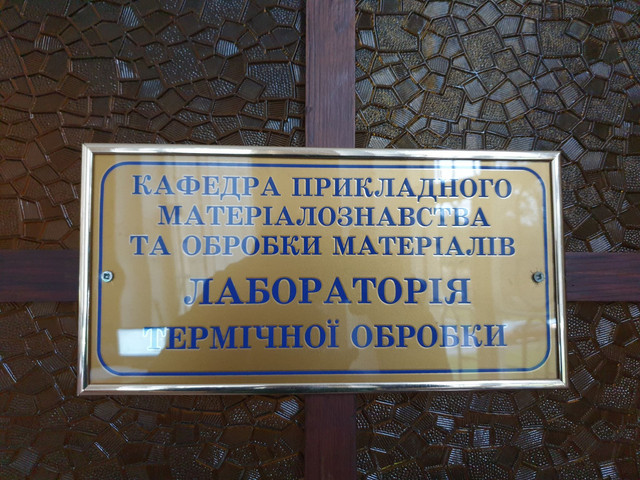 КАФЕДРА ПРИКЛАДНОГО
МАТЕРІАЛОЗНАВСТВА
ТА ОБРОБКИ МАТЕРІАЛІВ
ЛАБОРАТОРІЯ
ТЕРМІЧНОЇ ОБРОБКИ